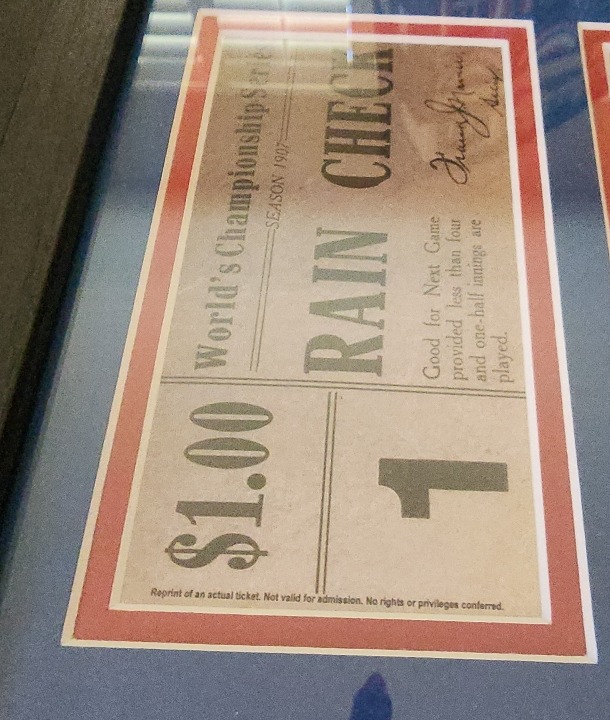 World's Championship Series
SEASON 1907
RAIN CHECK
Good for Next Game
provided less than four
and one-half innings are
played.
$1.00
1
Reprint of an actual ticket. Not valid for admission. No rights or privileges conferred.